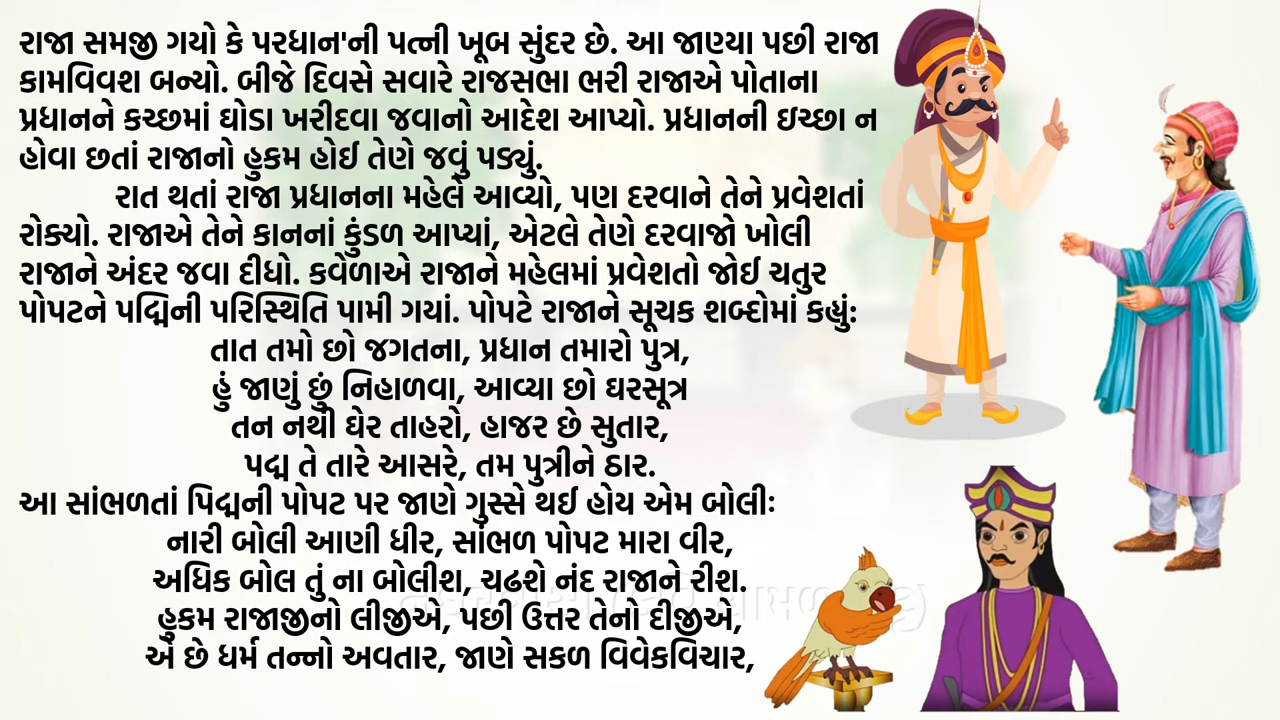 રાજા સમજી ગયો કે પરધાન'ની પત્ની ખૂબ સુંદર છે. આ જાણ્યા પછી રાજા
કામવિવશ બન્યો. બીજે દિવસે સવારે રાજસભા ભરી રાજાએ પોતાના
પ્રધાનને કચ્છમાં ઘોડા ખરીદવા જવાનો આદેશ આપ્યો. પ્રધાનની ઇચ્છા ન
હોવા છતાં રાજાનો હુકમ હોઈ તેણે જવું પડ્યું.
રાત થતાં રાજા પ્રધાનના મહેલે આવ્યો, પણ દરવાને તેને પ્રવેશતાં
રોક્યો. રાજાએ તેને કાનનાં કુંડળ આપ્યાં, એટલે તેણે દરવાજો ખોલી
રાજાને અંદર જવા દીધો. કવેળાએ રાજાને મહેલમાં પ્રવેશતો જોઈ ચતુર
પોપટને પદ્મિની પરિસ્થિતિ પામી ગયાં. પોપટે રાજાને સૂચક શબ્દોમાં કહ્યુંઃ
તાત તમો છો જગતના, પ્રધાન તમારો પુત્ર,
હું જાણું છું નિહાળવા, આવ્યા છો ઘરસૂત્ર
તન નથી ઘેર તાહરો, હાજર છે સુતાર,
પદ્મ તે તારે આસરે, તમ પુત્રીને ઠાર.
આ સાંભળતાં પિદ્મની પોપટ પર જાણે ગુસ્સે થઈ હોય એમ બોલીઃ
નારી બોલી આણી ધીર, સાંભળ પોપટ મારા વીર,
અધિક બોલ તું ના બોલીશ, ચઢશે નંદ રાજાને રીશ.
હુકમ રાજાજીનો લીજીએ, પછી ઉત્તર તેનો દીજીએ,
એ છે ધર્મ તન્નો અવતાર, જાણે સકળ વિવેકવિચાર,